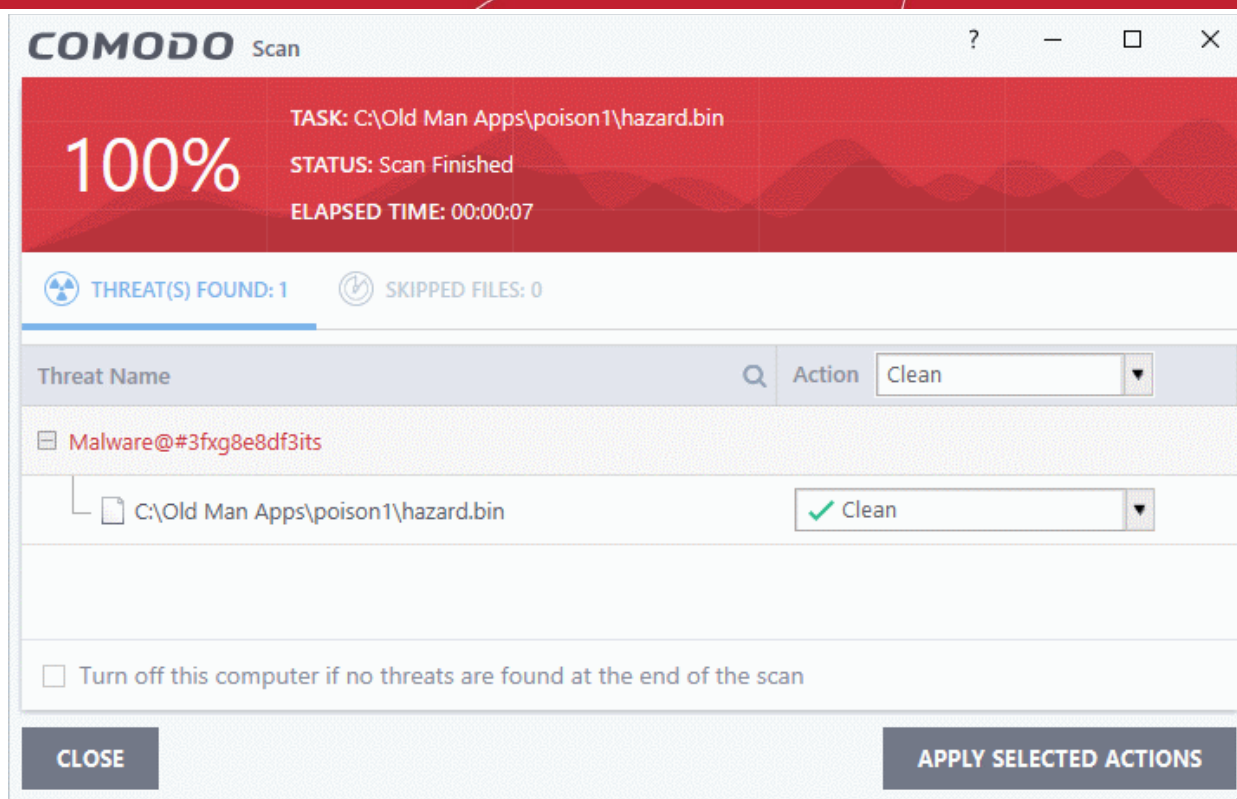 COMODO Scan
?
100%
TASK: C:\Old Man Apps\poison1\hazard.bin
STATUS: Scan Finished
ELAPSED TIME: 00:00:07
THREAT(S) FOUND: 1 SKIPPED FILES: 0
Threat Name Action Clean
Malware@#3fxg8e8df3its
C:\Old Man Apps\poison1\hazard.bin Clean
Turn off this computer if no threats are found at the end of the scan
CLOSE APPLY SELECTED ACTIONS